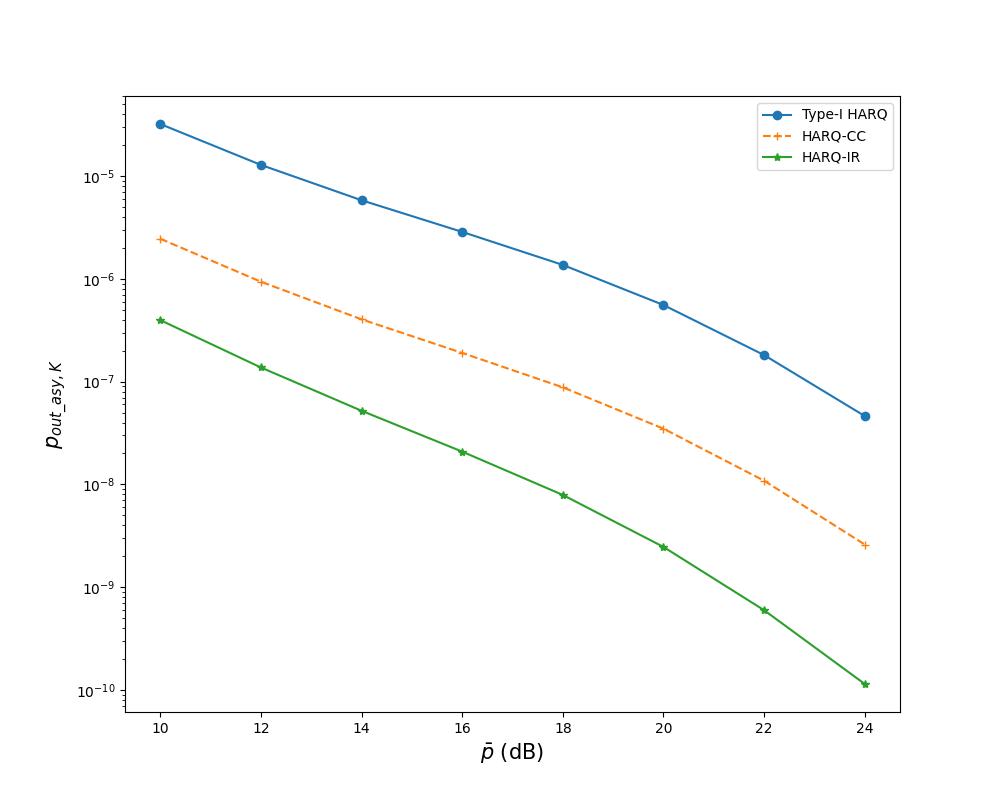 Type-I HARQ
HARQ-CC
HARQ-IR
10⁻⁵
10⁻⁶
10⁻⁷
10⁻⁸
10⁻⁹
10⁻¹⁰
p_{out_asy,K}
10 12 14 16 18 20 22 24
p̄ (dB)